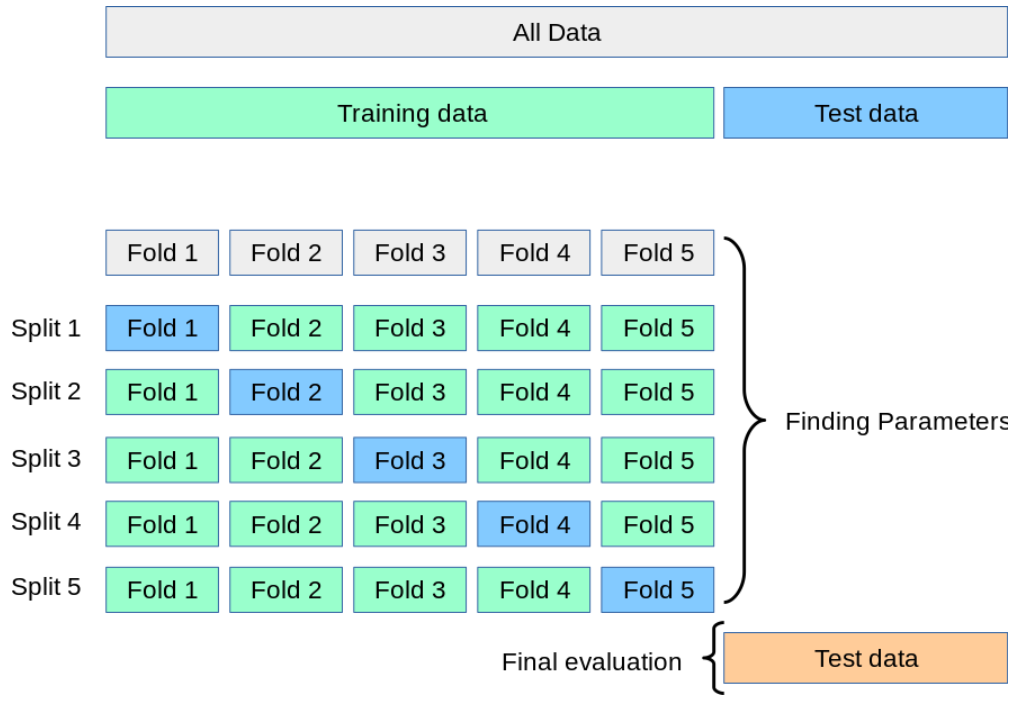 All Data
Training data Test data
Fold 1 Fold 2 Fold 3 Fold 4 Fold 5
Split 1 Fold 1 Fold 2 Fold 3 Fold 4 Fold 5
Split 2 Fold 1 Fold 2 Fold 3 Fold 4 Fold 5
Finding Parameters
Split 3 Fold 1 Fold 2 Fold 3 Fold 4 Fold 5
Split 4 Fold 1 Fold 2 Fold 3 Fold 4 Fold 5
Split 5 Fold 1 Fold 2 Fold 3 Fold 4 Fold 5
Final evaluation Test data